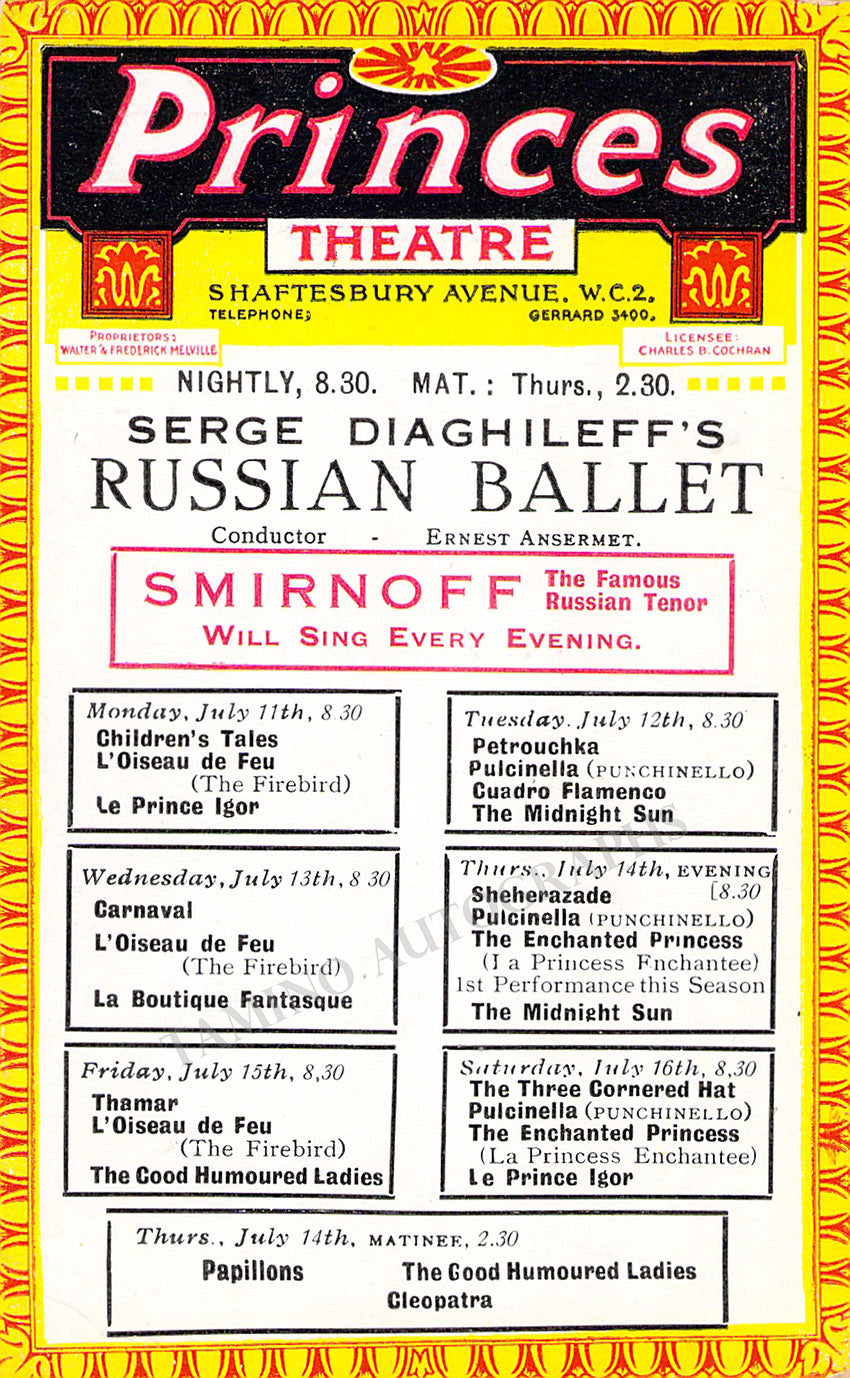 Princes
THEATRE
SHAFTESBURY AVENUE. W.C.2.
TELEPHONE; GERRARD 3400.
PROPRIETORS:
WALTER & FREDERICK MELVILLE
LICENSEE:
CHARLES B. COCHRAN
NIGHTLY, 8.30. MAT.: Thurs., 2.30.
SERGE DIAGHILEFF'S
RUSSIAN BALLET
Conductor - ERNEST ANSERMET.
SMIRNOFF The Famous
Russian Tenor
WILL SING EVERY EVENING.
Monday, July 11th, 8.30
Children's Tales
L'Oiseau de Feu
(The Firebird)
Le Prince Igor
Tuesday. July 12th, 8.30
Petrouchka
Pulcinella (PUNCHINELLO)
Cuadro Flamenco
The Midnight Sun
Wednesday, July 13th, 8 30
Carnaval
L'Oiseau de Feu
(The Firebird)
La Boutique Fantasque
Thurs., July 14th, EVENING
[8.30
Sheherazade
Pulcinella (PUNCHINELLO)
The Enchanted Princess
(La Princess Enchantee)
1st Performance this Season
The Midnight Sun
Friday, July 15th, 8,30
Thamar
L'Oiseau de Feu
(The Firebird)
The Good Humoured Ladies
Saturday, July 16th, 8,30
The Three Cornered Hat
Pulcinella (PUNCHINELLO)
The Enchanted Princess
(La Princess Enchantee)
Le Prince Igor
Thurs., July 14th, MATINEE, 2.30
Papillons The Good Humoured Ladies
Cleopatra
TAMINO AUTOGRAPHS